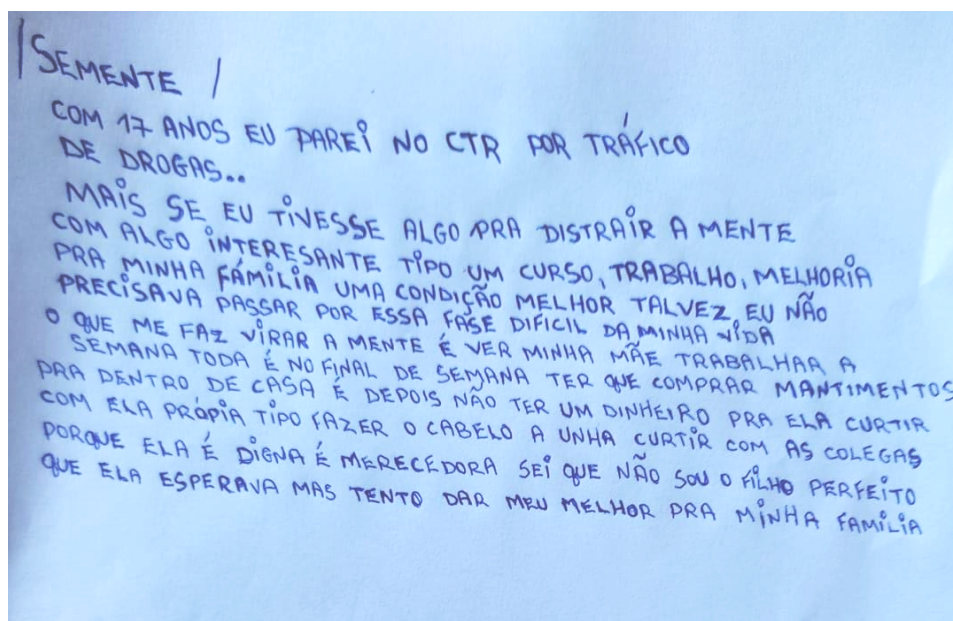 /SEMENTE/
COM 17 ANOS EU PAREI NO CTR POR TRÁFICO
DE DROGAS..
MAIS SE EU TIVESSE ALGO PRA DISTRAIR A MENTE
COM ALGO INTERESANTE TIPO UM CURSO, TRABALHO, MELHORIA
PRA MINHA FÁMILIA UMA CONDIÇÃO MELHOR TALVEZ EU NÃO
PRECISAVA PASSAR POR ESSA FASE DIFICIL DA MINHA VIDA
O QUE ME FAZ VIRAR A MENTE É VER MINHA MÃE TRABALHAR A
SEMANA TODA É NO FINAL DE SEMANA TER QUE COMPRAR MANTIMENTOS
PRA DENTRO DE CASA É DEPOIS NÃO TER UM DINHEIRO PRA ELA CURTIR
COM ELA PRÓPIA TIPO FAZER O CABELO A UNHA CURTIR COM AS COLEGAS
PORQUE ELA É DIGNA É MERECEDORA SEI QUE NÃO SOU O FILHO PERFEITO
QUE ELA ESPERAVA MAS TENTO DAR MEU MELHOR PRA MINHA FAMILIA